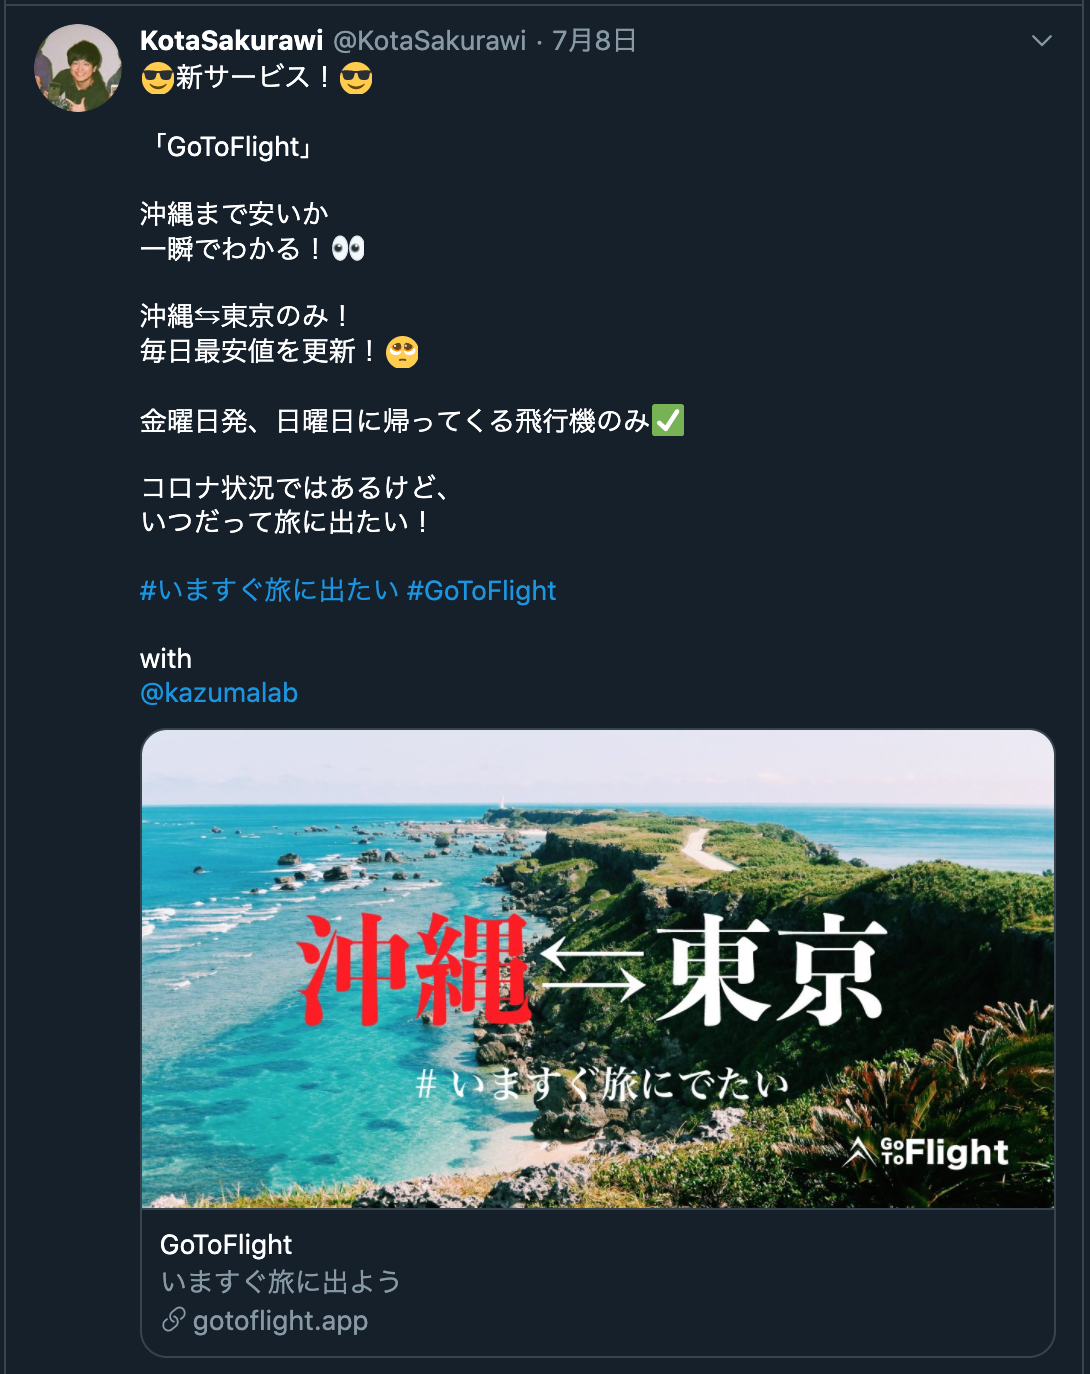 KotaSakurawi @KotaSakurawi · 7月8日
😎新サービス！😎
「GoToFlight」
沖縄まで安いか
一瞬でわかる！👀
沖縄⇆東京のみ！
毎日最安値を更新！🥺
金曜日発、日曜日に帰ってくる飛行機のみ✅
コロナ状況ではあるけど、
いつだって旅に出たい！
#いますぐ旅に出たい #GoToFlight
with
@kazumalab
沖縄⇆東京
# いますぐ旅にでたい
GoToFlight
GoToFlight
いますぐ旅に出よう
gotoflight.app